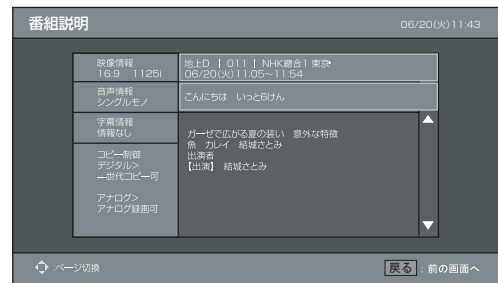 番組説明
06/20(火)11:43
映像情報
16:9 1125i
地上D | 011 | NHK總合1 東京
06/20(火)11:05~11:54
音声情報
シングルモノ
こんにちは いっと6けん
字幕情報
情報なし
コピー制御
デジタル>
一世代コピー可
アナログ>
アナログ録画可
ガーゼで広がる夏の装い 意外な特徴
魚 カレイ 結城さとみ
出演者
【出演】 結城さとみ
:ページ切換
戻る : 前の画面へ